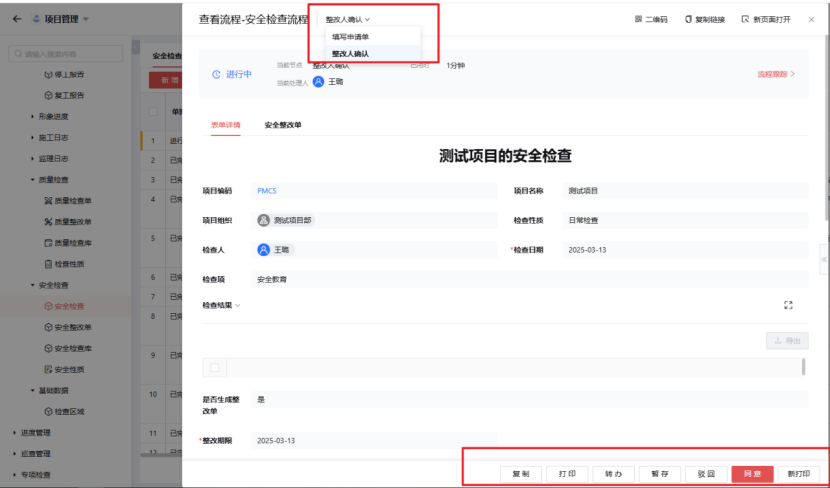 项目管理
查看流程-安全检查流程
整改人确认
二维码
复制链接
新页面打开
填写申请单
整改人确认
请输入搜索内容
停工报告
复工报告
形象进度
施工日志
监理日志
质量检查
质量检查单
质量整改单
质量检查库
检查性质
安全检查
安全检查
安全整改单
安全检查库
安全性质
基础数据
检查区域
进度管理
巡查管理
专项检查
安全检查
新 增
1 进行
2 已完
3 已完
4 已完
5 已完
6 已完
7 已完
8 已完
9 已完
10 已完
11 已完
12 已完
进行中
当前节点 整改人确认
1分钟
当前处理人 王璐
流程跟踪 >
表单详情
安全整改单
测试项目的安全检查
项目编码 PMCS
项目名称 测试项目
项目组织 测试项目部
检查性质 日常检查
检查人 王璐
*检查日期 2025-03-13
检查项 安全教育
检查结果
导出
是否生成整改单 是
*整改期限 2025-03-13
复制
打印
转办
暂存
驳回
同意
新打印